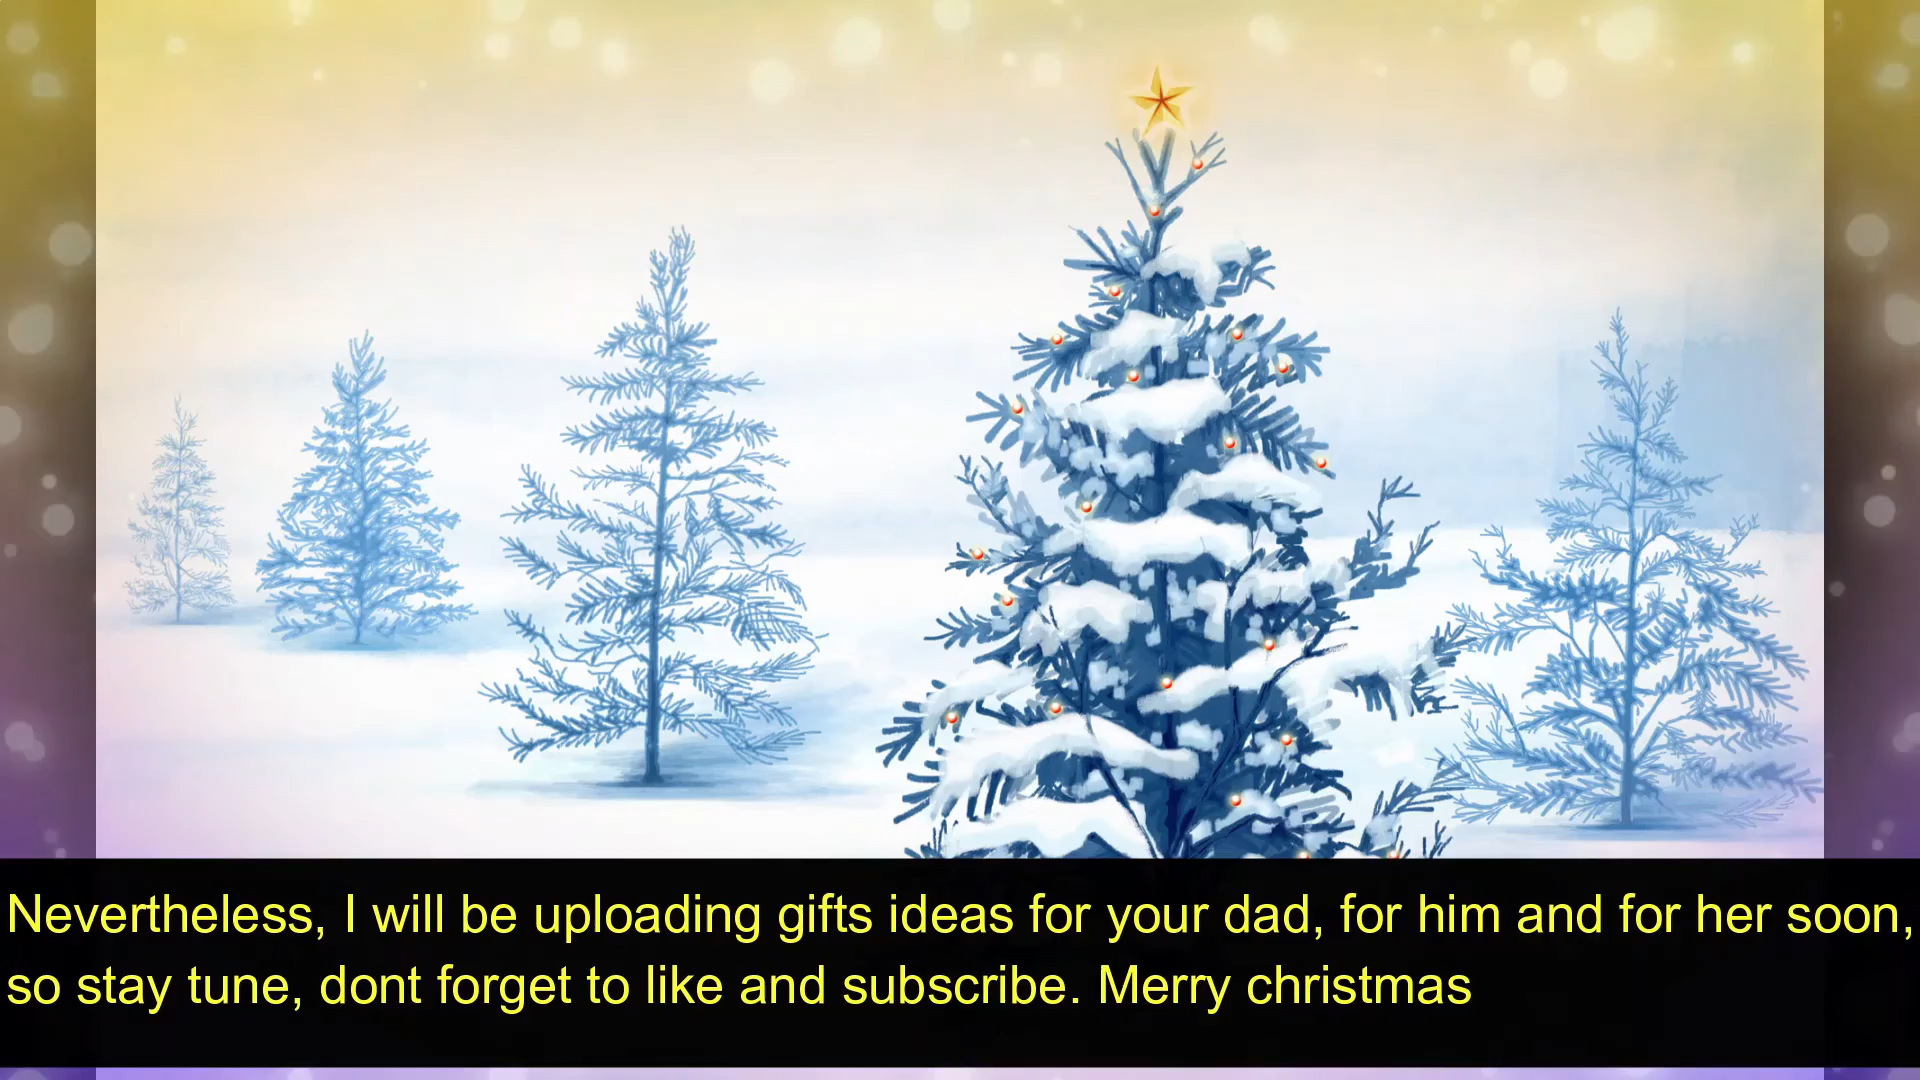 Nevertheless, I will be uploading gifts ideas for your dad, for him and for her soon,
so stay tune, dont forget to like and subscribe. Merry christmas